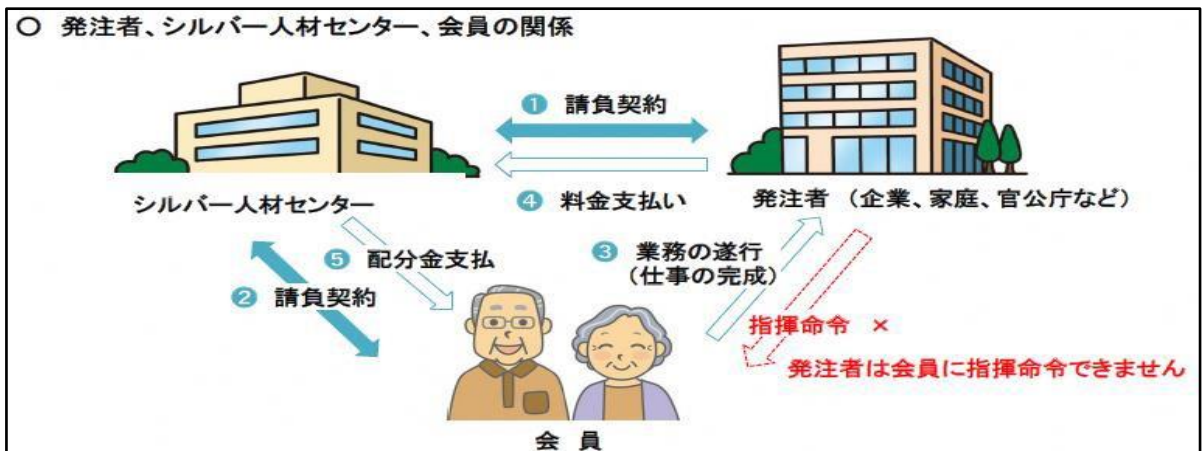 〇 発注者、シルバー人材センター、会員の関係
❶ 請負契約
❹ 料金支払い
シルバー人材センター
発注者（企業、家庭、官公庁など）
❺ 配分金支払
❸ 業務の遂行
（仕事の完成）
❷ 請負契約
指揮命令 ×
発注者は会員に指揮命令できません
会 員